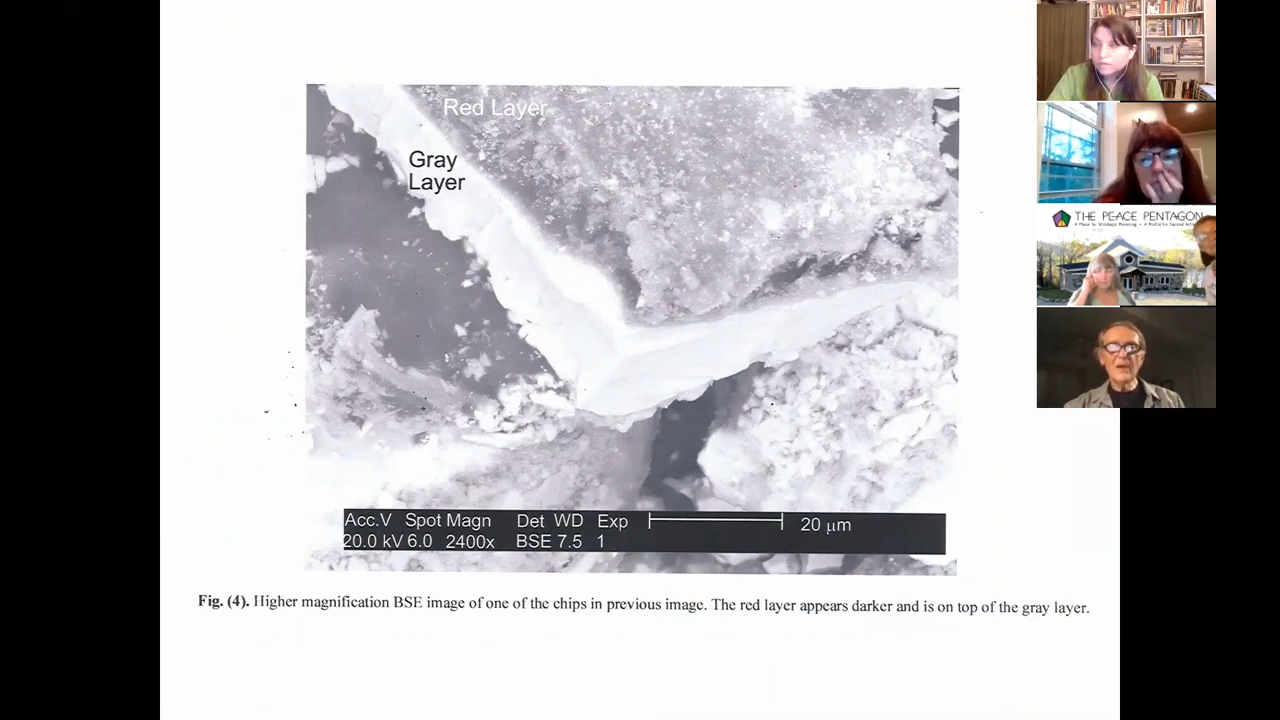 Red Layer
Gray
Layer
Acc.V Spot Magn Det WD Exp
20.0 kV 6.0 2400x BSE 7.5 1
20 µm
Fig. (4). Higher magnification BSE image of one of the chips in previous image. The red layer appears darker and is on top of the gray layer.
THE PEACE PENTAGON